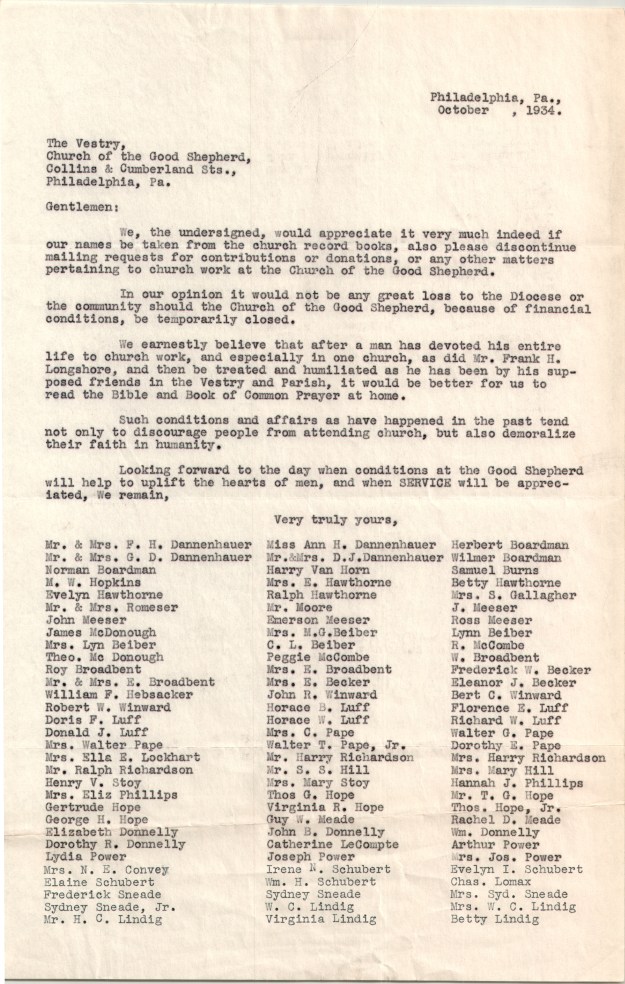 Philadelphia, Pa.,
October , 1934.
The Vestry,
Church of the Good Shepherd,
Collins & Cumberland Sts.,
Philadelphia, Pa.
Gentlemen:
We, the undersigned, would appreciate it very much indeed if
our names be taken from the church record books, also please discontinue
mailing requests for contributions or donations, or any other matters
pertaining to church work at the Church of the Good Shepherd.
In our opinion it would not be any great loss to the Diocese or
the community should the Church of the Good Shepherd, because of financial
conditions, be temporarily closed.
We earnestly believe that after a man has devoted his entire
life to church work, and especially in one church, as did Mr. Frank H.
Longshore, and then be treated and humiliated as he has been by his sup-
posed friends in the Vestry and Parish, it would be better for us to
read the Bible and Book of Common Prayer at home.
Such conditions and affairs as have happened in the past tend
not only to discourage people from attending church, but also demoralize
their faith in humanity.
Looking forward to the day when conditions at the Good Shepherd
will help to uplift the hearts of men, and when SERVICE will be apprec-
iated, We remain,
Very truly yours,
Mr. & Mrs. F. H. Dannenhauer Miss Ann H. Dannenhauer Herbert Boardman
Mr. & Mrs. G. D. Dannenhauer Mr.&Mrs. D.J.Dannenhauer Wilmer Boardman
Norman Boardman Harry Van Horn Samuel Burns
M. W. Hopkins Mrs. E. Hawthorne Betty Hawthorne
Evelyn Hawthorne Ralph Hawthorne Mrs. S. Gallagher
Mr. & Mrs. Romeser Mr. Moore J. Meeser
John Meeser Emerson Meeser Ross Meeser
James McDonough Mrs. M.G.Beiber Lynn Beiber
Mrs. Lyn Beiber C. L. Beiber R. McCombe
Theo. Mc Donough Peggie McCombe W. Broadbent
Roy Broadbent Mrs. E. Broadbent Frederick W. Becker
Mr. & Mrs. E. Broadbent Mrs. E. Becker Eleanor J. Becker
William F. Hebsacker John R. Winward Bert C. Winward
Robert W. Winward Horace B. Luff Florence E. Luff
Doris F. Luff Horace W. Luff Richard W. Luff
Donald J. Luff Mrs. C. Pape Walter G. Pape
Mrs. Walter Pape Walter T. Pape, Jr. Dorothy E. Pape
Mrs. Ella E. Lockhart Mr. Harry Richardson Mrs. Harry Richardson
Mr. Ralph Richardson Mr. S. S. Hill Mrs. Mary Hill
Henry V. Stoy Mrs. Mary Stoy Hannah J. Phillips
Mrs. Eliz Phillips Thos G. Hope Mr. T. G. Hope
Gertrude Hope Virginia R. Hope Thos. Hope, Jr.
George H. Hope Guy W. Meade Rachel D. Meade
Elizabeth Donnelly John B. Donnelly Wm. Donnelly
Dorothy R. Donnelly Catherine LeCompte Arthur Power
Lydia Power Joseph Power Mrs. Jos. Power
Mrs. N. E. Convey Irene N. Schubert Evelyn I. Schubert
Elaine Schubert Wm. H. Schubert Chas. Lomax
Frederick Sneade Sydney Sneade Mrs. Syd. Sneade
Sydney Sneade, Jr. W. C. Lindig Mrs. W. C. Lindig
Mr. H. C. Lindig Virginia Lindig Betty Lindig